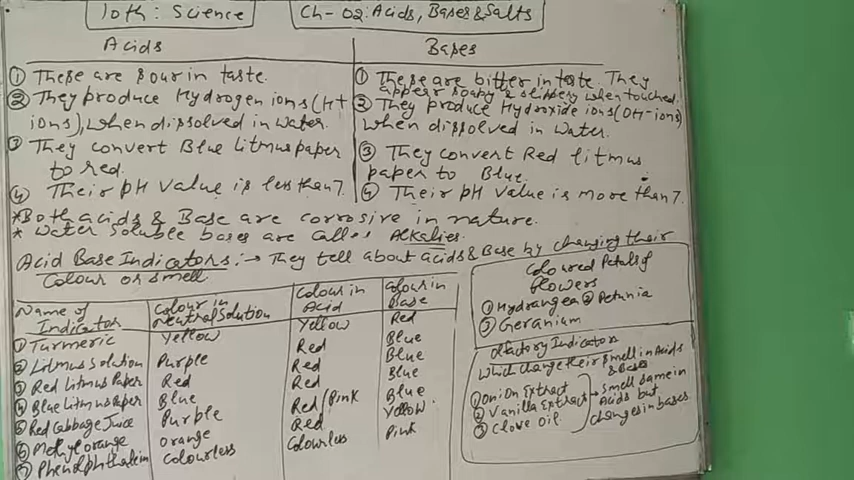 10th: Science
Ch-02: Acids, Bases & Salts
Acids
① These are sour in taste.
② They produce Hydrogen ions (H+
ions), when dissolved in water.
③ They convert Blue Litmus paper
to red.
④ Their pH value is less than 7.
Bases
① These are bitter in taste. They
appear soapy & slippery when touched.
② They produce Hydroxide ions (OH- ions)
when dissolved in water.
③ They convert Red litmus
paper to Blue.
④ Their pH value is more than 7.
*Both acids & Base are corrosive in nature.
* Water soluble bases are called Alkalies.
Acid Base Indicators:→ They tell about acids & Base by changing their
Colour or smell
Name of Indicator | Colour in Neutral Solution | Colour in Acid | Colour in Base
① Turmeric | Yellow | Yellow | Red
② Litmus Solution | Purple | Red | Blue
③ Red Litmus Paper | Red | Red | Blue
④ Blue Litmus Paper | Blue | Red | Blue
⑤ Red Cabbage Juice | Purple | Red/Pink | Blue
⑥ Methyl orange | Orange | Red | Yellow
⑦ Phenolphthalein | Colourless | Colourless | Pink
Coloured Petals of
flowers
① Hydrangea ② Petunia
③ Geranium
Olfactory Indicators
Which change their smell in Acids
& Bases
① Onion Extract
② Vanilla Extract
③ Clove oil
→ smell same in
Acids but
changes in bases.